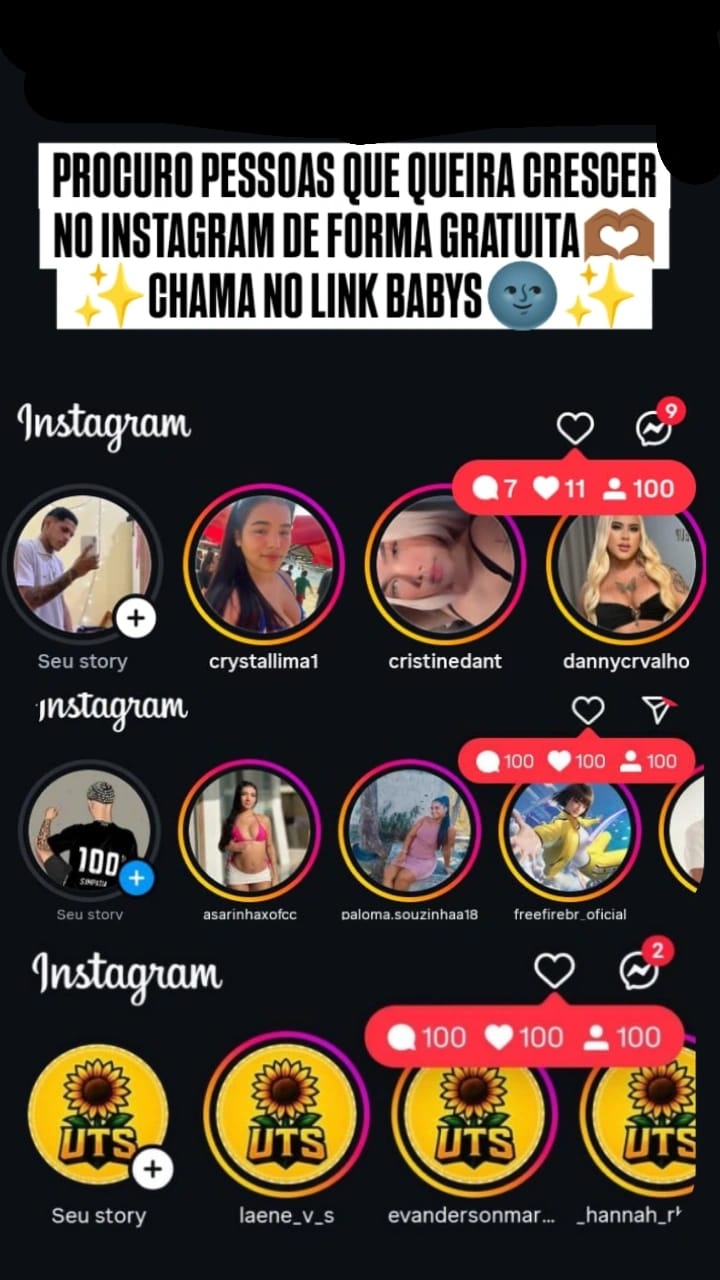 PROCURO PESSOAS QUE QUEIRA CRESCER
NO INSTAGRAM DE FORMA GRATUITA🫶🏾
✨CHAMA NO LINK BABYS🌚✨
Instagram
9
7 11 100
Seu story
crystallima1
cristinedant
dannycrvalho
Instagram
100 100 100
100
SIMPATIA
Seu story
asarinhaxofcc
paloma.souzinhaa18
freefirebr_oficial
Instagram
2
100 100 100
UTS
UTS
UTS
UTS
Seu story
laene_v_s
evandersonmar...